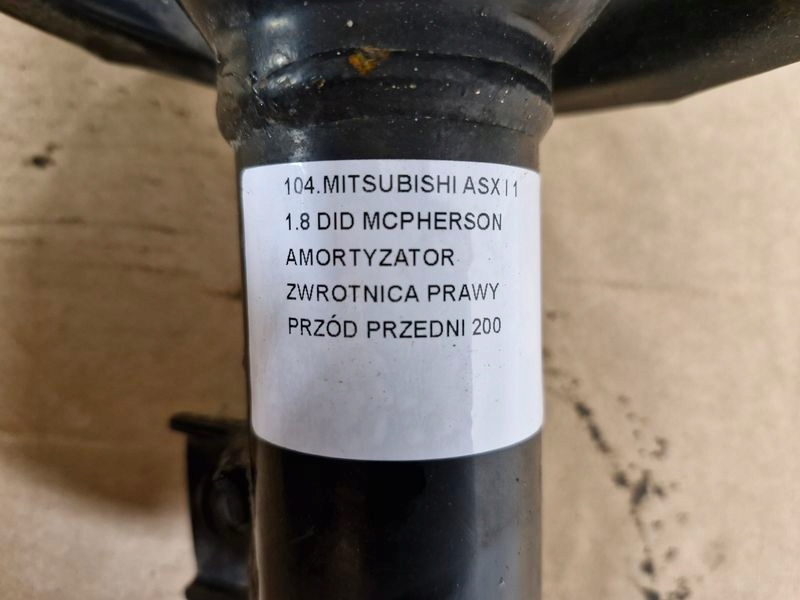 104.MITSUBISHI ASX I 1
1.8 DID MCPHERSON
AMORTYZATOR
ZWROTNICA PRAWY
PRZÓD PRZEDNI 200